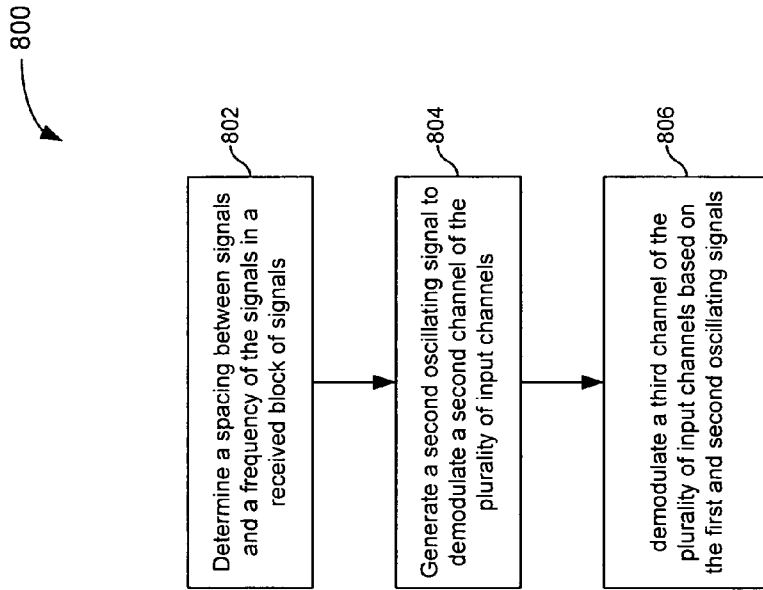 800
802
Determine a spacing between signals
and a frequency of the signals in a
received block of signals
804
Generate a second oscillating signal to
demodulate a second channel of the
plurality of input channels
806
demodulate a third channel of the
plurality of input channels based on
the first and second oscillating signals